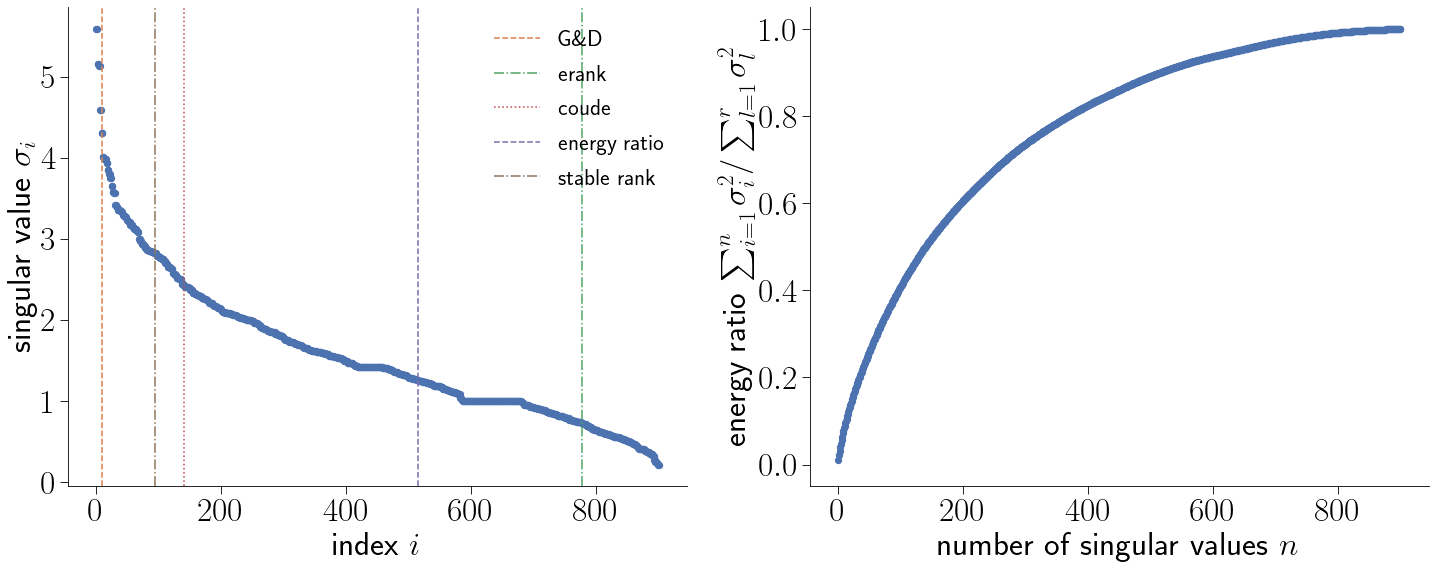 singular value σ_i
5
4
3
2
1
0
0 200 400 600 800
index i
G&D
erank
coude
energy ratio
stable rank
energy ratio ∑_{i=1}^{n} σ_i^2 / ∑_{l=1}^{r} σ_l^2
1.0
0.8
0.6
0.4
0.2
0.0
0 200 400 600 800
number of singular values n